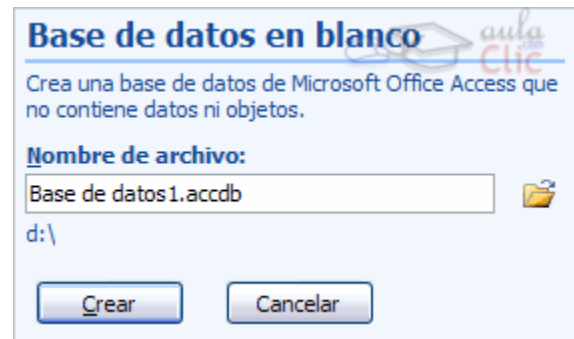 Base de datos en blanco
aula
.com
Clic
Crea una base de datos de Microsoft Office Access que
no contiene datos ni objetos.
Nombre de archivo:
Base de datos1.accdb
d:\
Crear
Cancelar